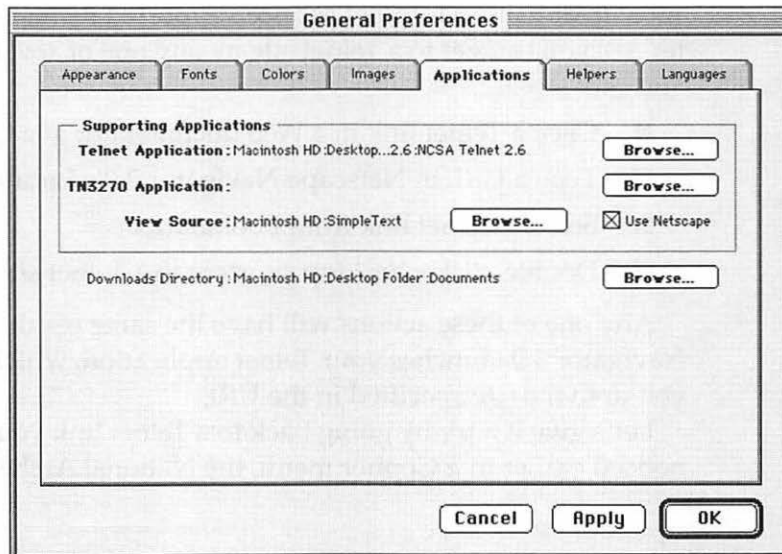 General Preferences
Appearance Fonts Colors Images Applications Helpers Languages
Supporting Applications
Telnet Application: Macintosh HD:Desktop...2.6:NCSA Telnet 2.6 Browse...
TN3270 Application: Browse...
View Source: Macintosh HD:SimpleText Browse... Use Netscape
Downloads Directory: Macintosh HD:Desktop Folder:Documents Browse...
Cancel Apply OK